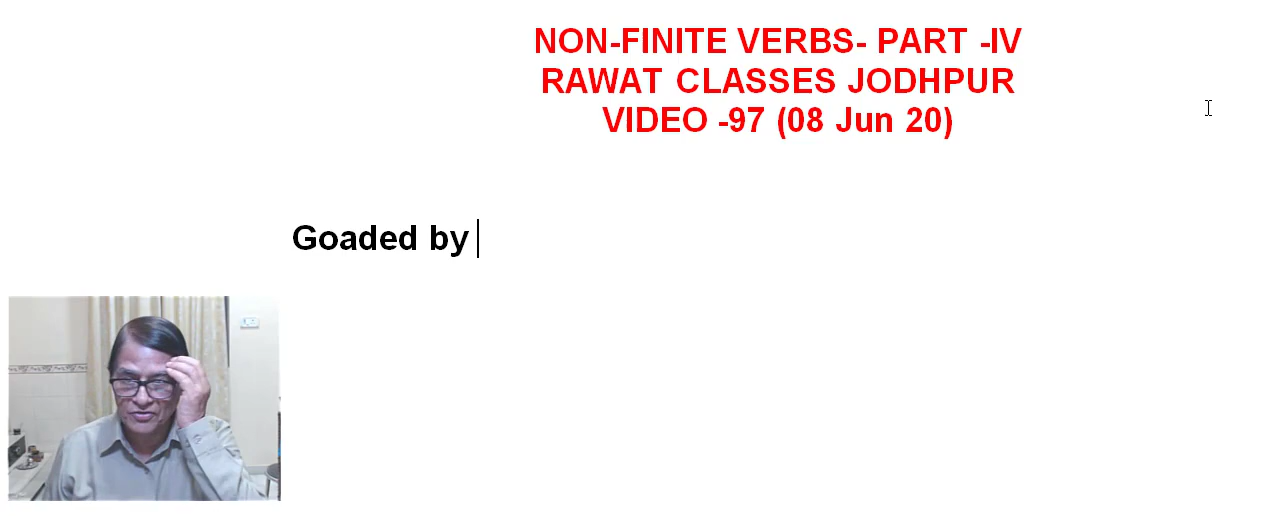 NON-FINITE VERBS- PART -IV
RAWAT CLASSES JODHPUR
VIDEO -97 (08 Jun 20)
Goaded by